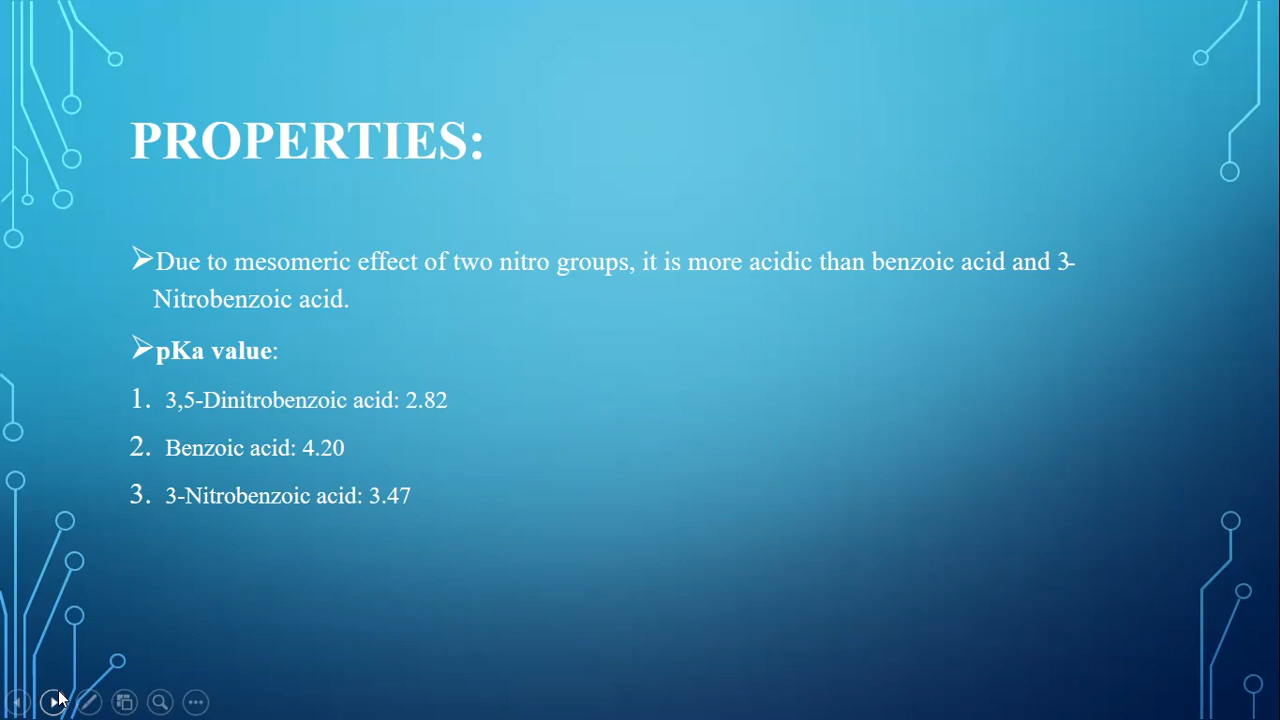 PROPERTIES:
➢Due to mesomeric effect of two nitro groups, it is more acidic than benzoic acid and 3-
Nitrobenzoic acid.
➢pKa value:
1. 3,5-Dinitrobenzoic acid: 2.82
2. Benzoic acid: 4.20
3. 3-Nitrobenzoic acid: 3.47